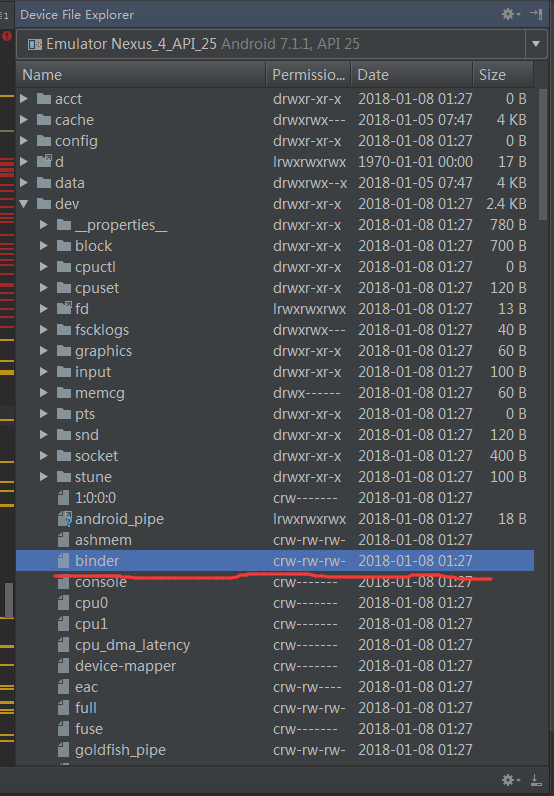 1
Device File Explorer
Emulator Nexus_4_API_25 Android 7.1.1, API 25
Name Permissio... Date Size
acct drwxr-xr-x 2018-01-08 01:27 0 B
cache drwxrwx--- 2018-01-05 07:47 4 KB
config drwxr-xr-x 2018-01-08 01:27 0 B
d lrwxrwxrwx 1970-01-01 00:00 17 B
data drwxrwx--x 2018-01-05 07:47 4 KB
dev drwxr-xr-x 2018-01-08 01:27 2.4 KB
__properties__ drwxr-xr-x 2018-01-08 01:27 780 B
block drwxr-xr-x 2018-01-08 01:27 700 B
cpuctl drwxr-xr-x 2018-01-08 01:27 0 B
cpuset drwxr-xr-x 2018-01-08 01:27 120 B
fd lrwxrwxrwx 2018-01-08 01:27 13 B
fscklogs drwxrwx--- 2018-01-08 01:27 40 B
graphics drwxr-xr-x 2018-01-08 01:27 60 B
input drwxr-xr-x 2018-01-08 01:27 100 B
memcg drwx------ 2018-01-08 01:27 60 B
pts drwxr-xr-x 2018-01-08 01:27 0 B
snd drwxr-xr-x 2018-01-08 01:27 120 B
socket drwxr-xr-x 2018-01-08 01:27 400 B
stune drwxr-xr-x 2018-01-08 01:27 100 B
1:0:0:0 crw------- 2018-01-08 01:27
android_pipe lrwxrwxrwx 2018-01-08 01:27 18 B
ashmem crw-rw-rw- 2018-01-08 01:27
binder crw-rw-rw- 2018-01-08 01:27
console crw------- 2018-01-08 01:27
cpu0 crw------- 2018-01-08 01:27
cpu1 crw------- 2018-01-08 01:27
cpu_dma_latency crw------- 2018-01-08 01:27
device-mapper crw------- 2018-01-08 01:27
eac crw-rw---- 2018-01-08 01:27
full crw-rw-rw- 2018-01-08 01:27
fuse crw------- 2018-01-08 01:27
goldfish_pipe crw-rw-rw- 2018-01-08 01:27